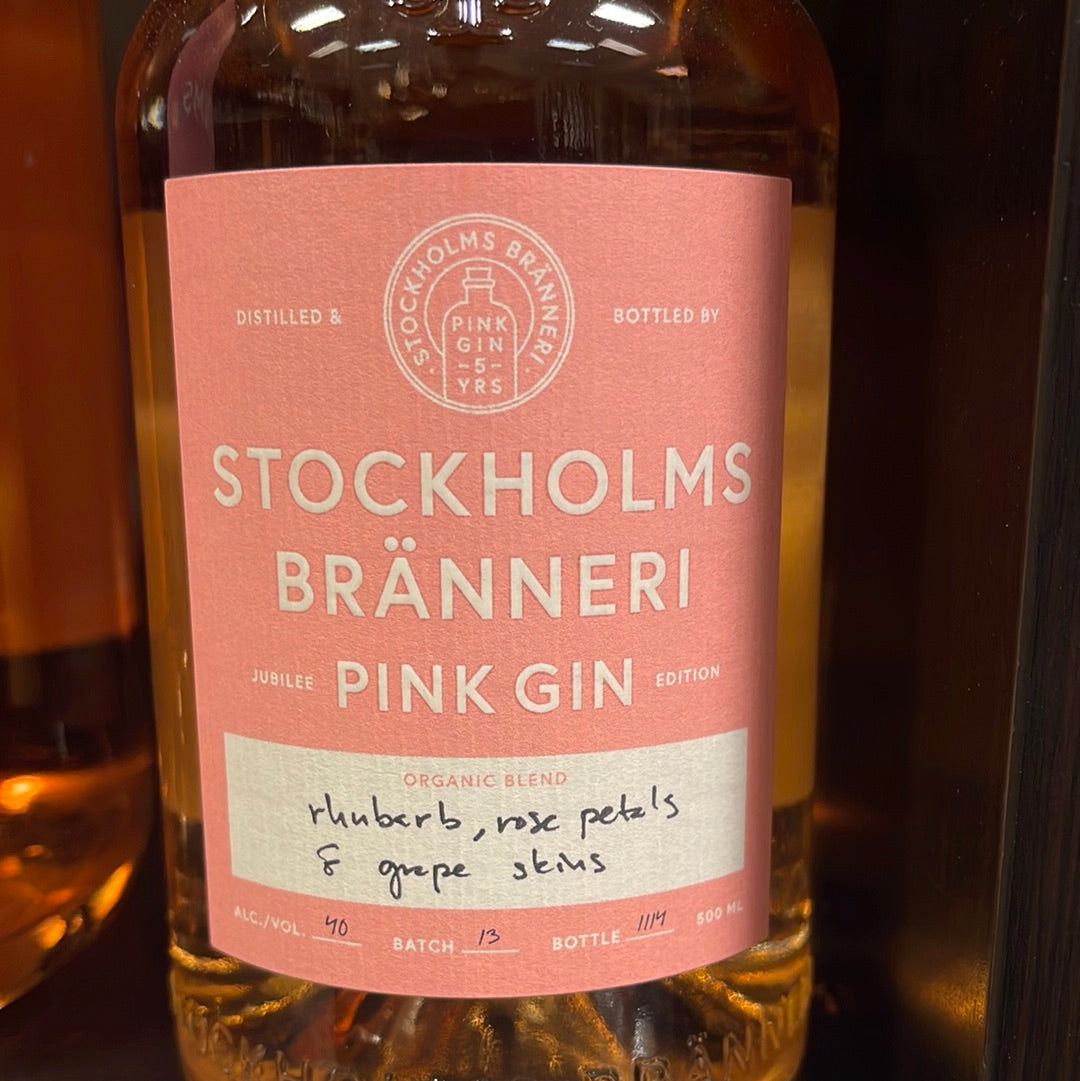 STOCKHOLMS BRÄNNERI
PINK
GIN
-5-
YRS
DISTILLED &
BOTTLED BY
STOCKHOLMS
BRÄNNERI
JUBILEE PINK GIN EDITION
ORGANIC BLEND
rhubarb, rose petals
& grape skins
ALC./VOL. 40 BATCH 13 BOTTLE 1114 500 ML